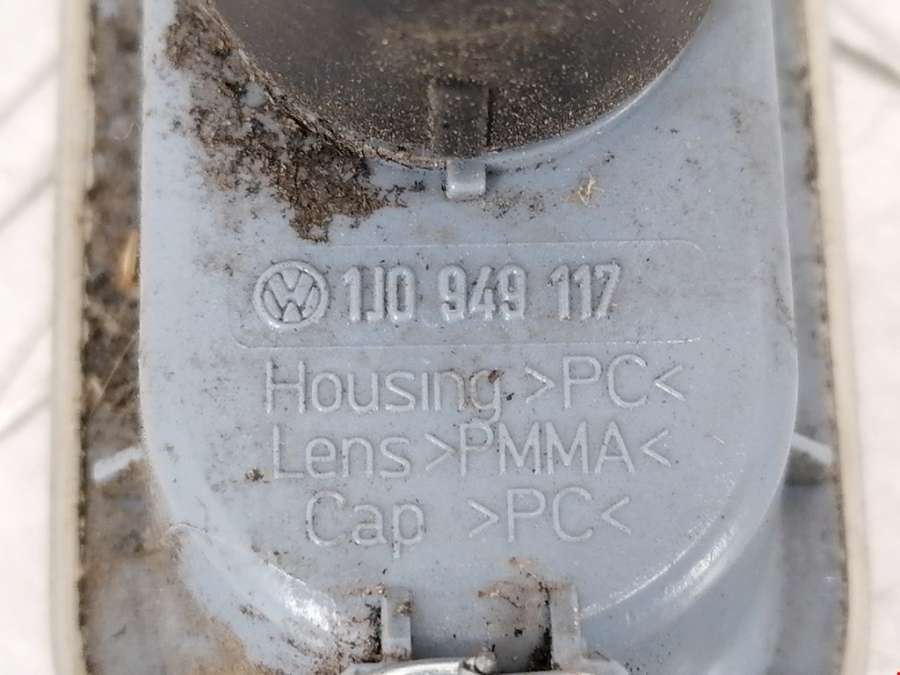 1J0 949 117
Housing >PC<
Lens >PMMA<
Cap >PC<